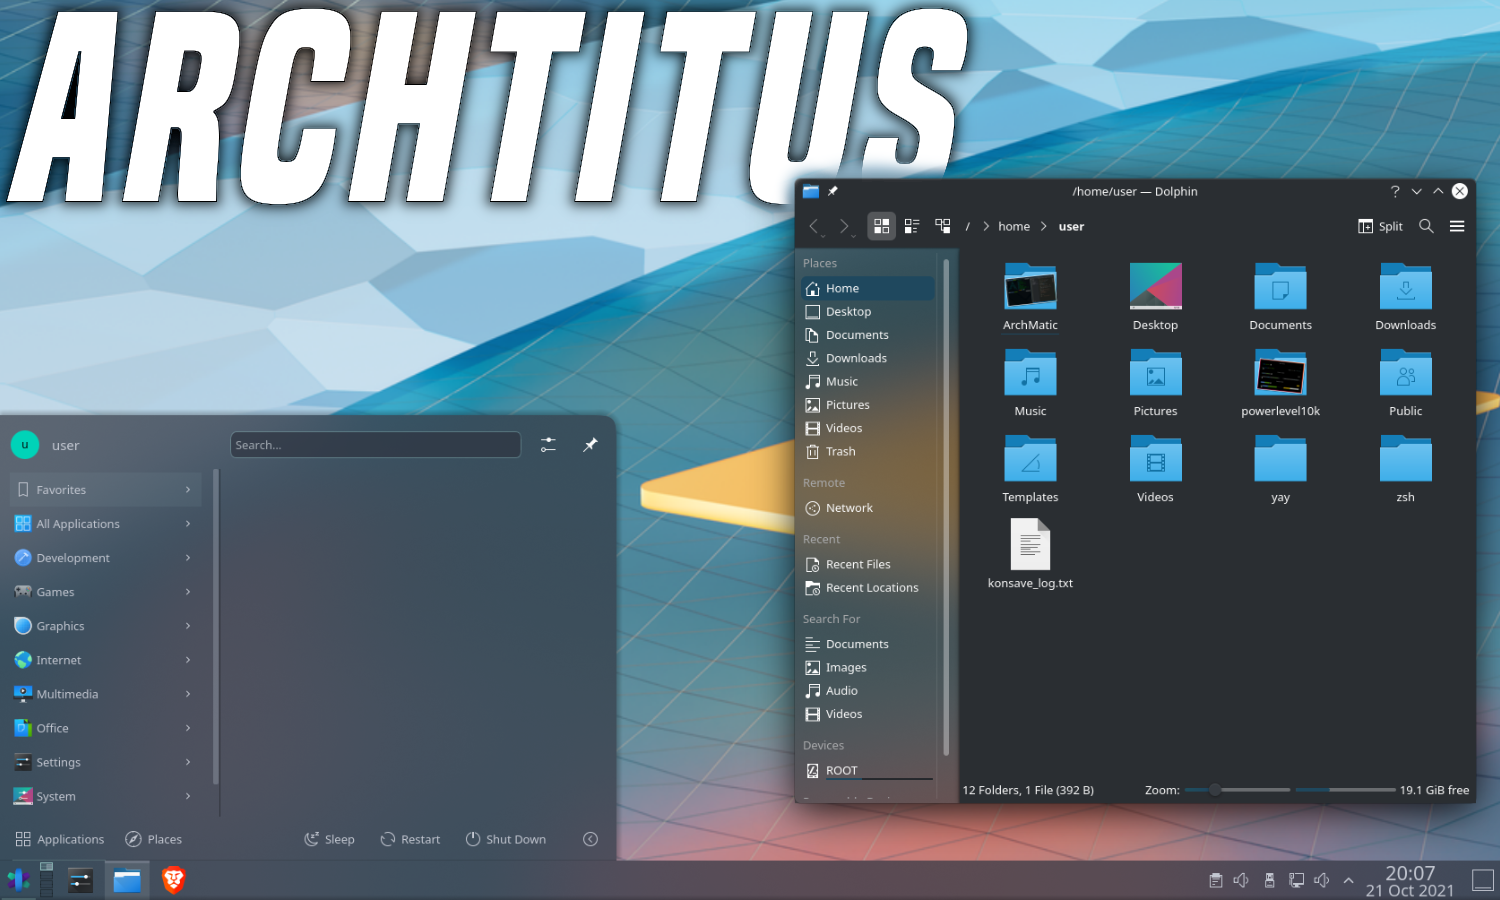 ARCHTITUS
/home/user — Dolphin
/ > home > user
Split
Places
Home
Desktop
Documents
Downloads
Music
Pictures
Videos
Trash
Remote
Network
Recent
Recent Files
Recent Locations
Search For
Documents
Images
Audio
Videos
Devices
ROOT
ArchMatic
Desktop
Documents
Downloads
Music
Pictures
powerlevel10k
Public
Templates
Videos
yay
zsh
konsave_log.txt
12 Folders, 1 File (392 B)
Zoom:
19.1 GiB free
u
user
Search...
Favorites
All Applications
Development
Games
Graphics
Internet
Multimedia
Office
Settings
System
Applications
Places
Sleep
Restart
Shut Down
20:07
21 Oct 2021